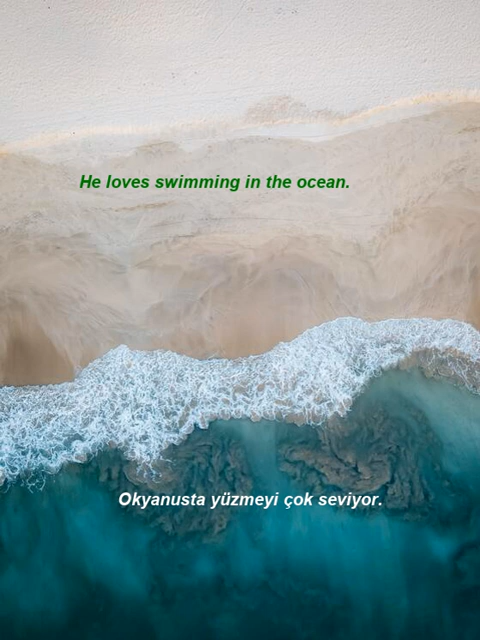 He loves swimming in the ocean.
Okyanusta yüzmeyi çok seviyor.